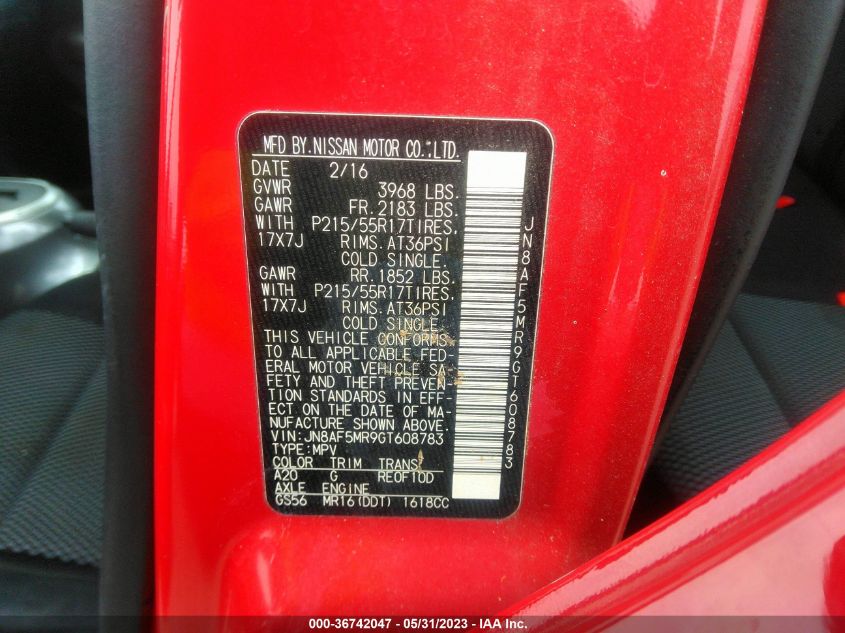 MFD BY.NISSAN MOTOR CO.,LTD.
DATE 2/16
GVWR 3968 LBS.
GAWR FR.2183 LBS.
WITH P215/55R17TIRES,
17X7J RIMS.AT36PSI
COLD SINGLE.
GAWR RR.1852 LBS.
WITH P215/55R17TIRES,
17X7J RIMS.AT36PSI
COLD SINGLE.
THIS VEHICLE CONFORMS
TO ALL APPLICABLE FED-
ERAL MOTOR VEHICLE SA-
FETY AND THEFT PREVEN-
TION STANDARDS IN EFF-
ECT ON THE DATE OF MA-
NUFACTURE SHOWN ABOVE.
VIN:JN8AF5MR9GT608783
TYPE:MPV
COLOR TRIM TRANS
A20 G RE0F10D
AXLE ENGINE
GS56 MR16(DDT) 1618CC
JN8AF5MR9GT608783
000-36742047 - 05/31/2023 - IAA Inc.